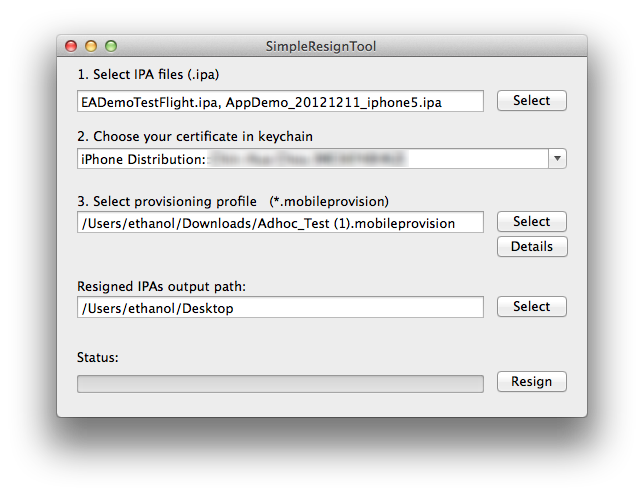 SimpleResignTool
1. Select IPA files (.ipa)
EADemoTestFlight.ipa, AppDemo_20121211_iphone5.ipa
Select
2. Choose your certificate in keychain
iPhone Distribution:
3. Select provisioning profile (*.mobileprovision)
/Users/ethanol/Downloads/Adhoc_Test (1).mobileprovision
Select
Details
Resigned IPAs output path:
/Users/ethanol/Desktop
Select
Status:
Resign